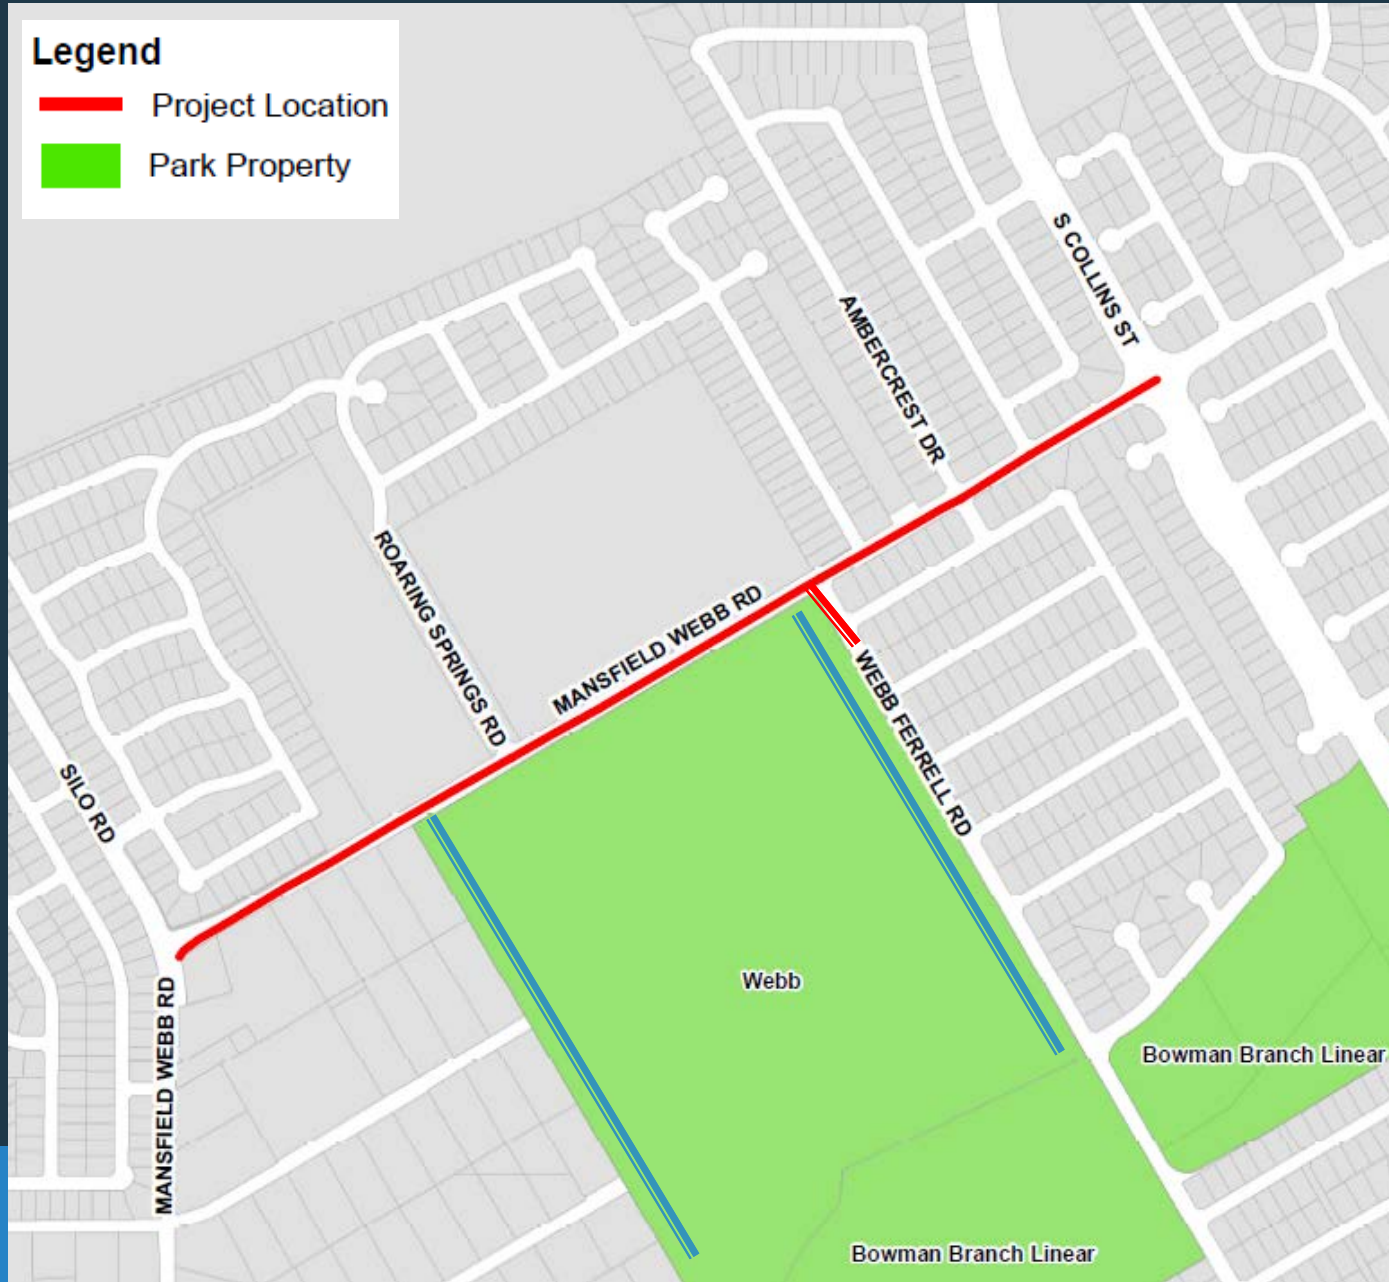 Legend
Project Location
Park Property
S COLLINS ST
AMBERCREST DR
ROARING SPRINGS RD
MANSFIELD WEBB RD
WEBB FERRELL RD
SILO RD
MANSFIELD WEBB RD
Webb
Bowman Branch Linear
Bowman Branch Linear